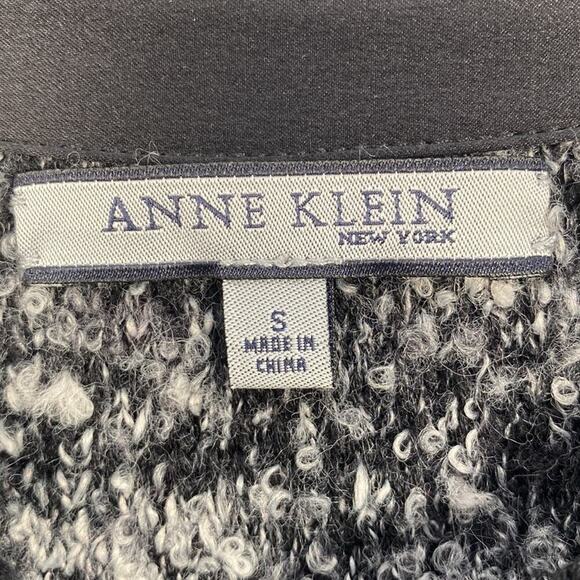 ANNE KLEIN
NEW YORK
S
MADE IN
CHINA